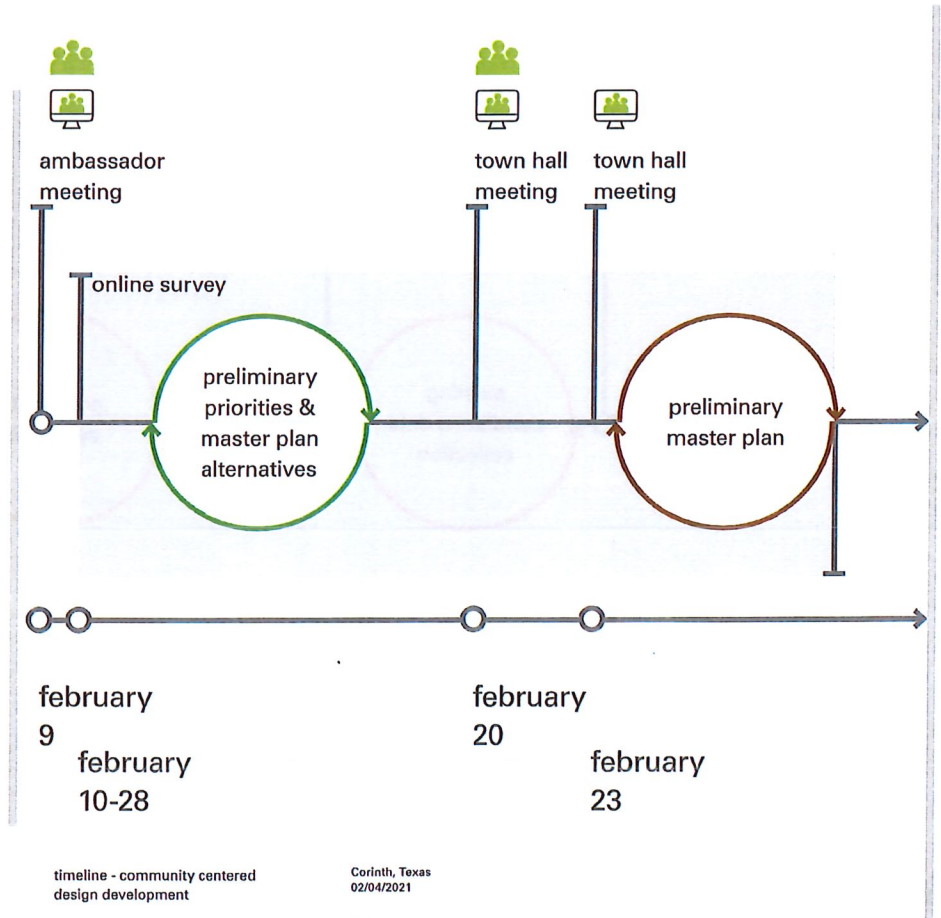 ambassador
meeting
town hall
meeting
town hall
meeting
online survey
preliminary
priorities &
master plan
alternatives
preliminary
master plan
february
9
february
10-28
february
20
february
23
timeline - community centered
design development
Corinth, Texas
02/04/2021